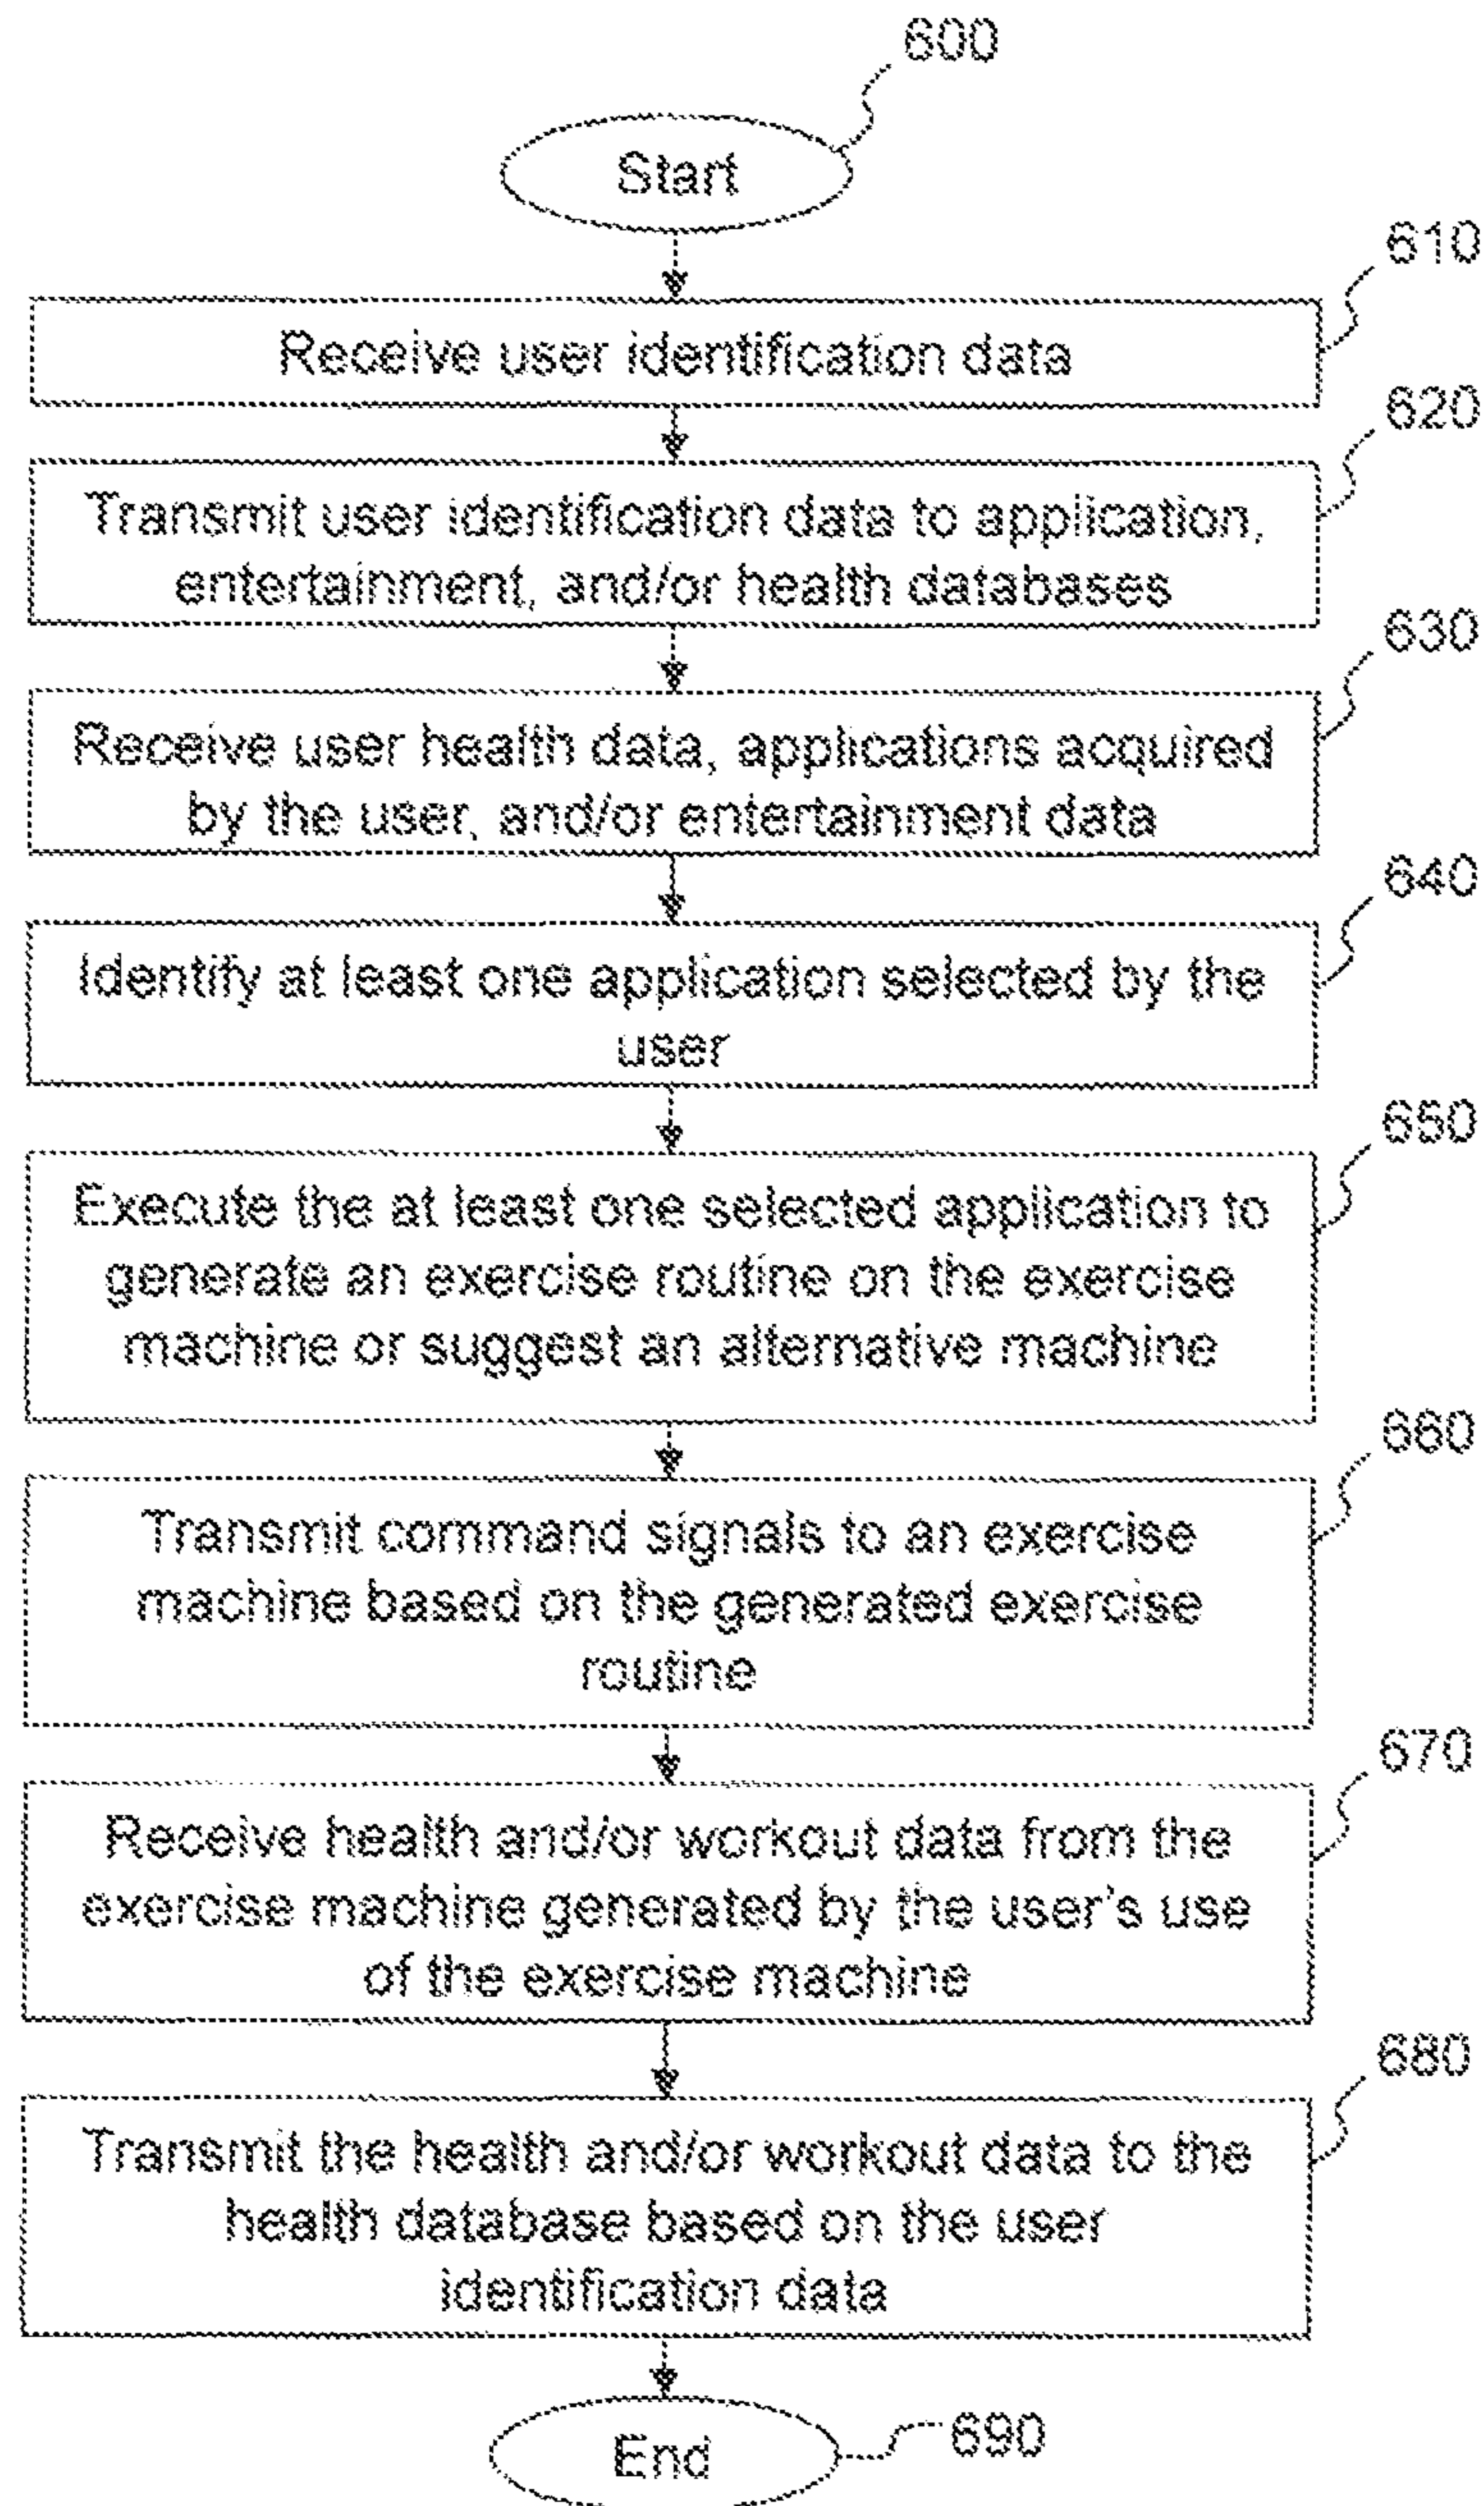 600
Start
610
Receive user identification data
620
Transmit user identification data to application,
entertainment, and/or health databases
630
Receive user health data, applications acquired
by the user, and/or entertainment data
640
Identify at least one application selected by the
user
650
Execute the at least one selected application to
generate an exercise routine on the exercise
machine or suggest an alternative machine
660
Transmit command signals to an exercise
machine based on the generated exercise
routine
670
Receive health and/or workout data from the
exercise machine generated by the user's use
of the exercise machine
680
Transmit the health and/or workout data to the
health database based on the user
identification data
End
690